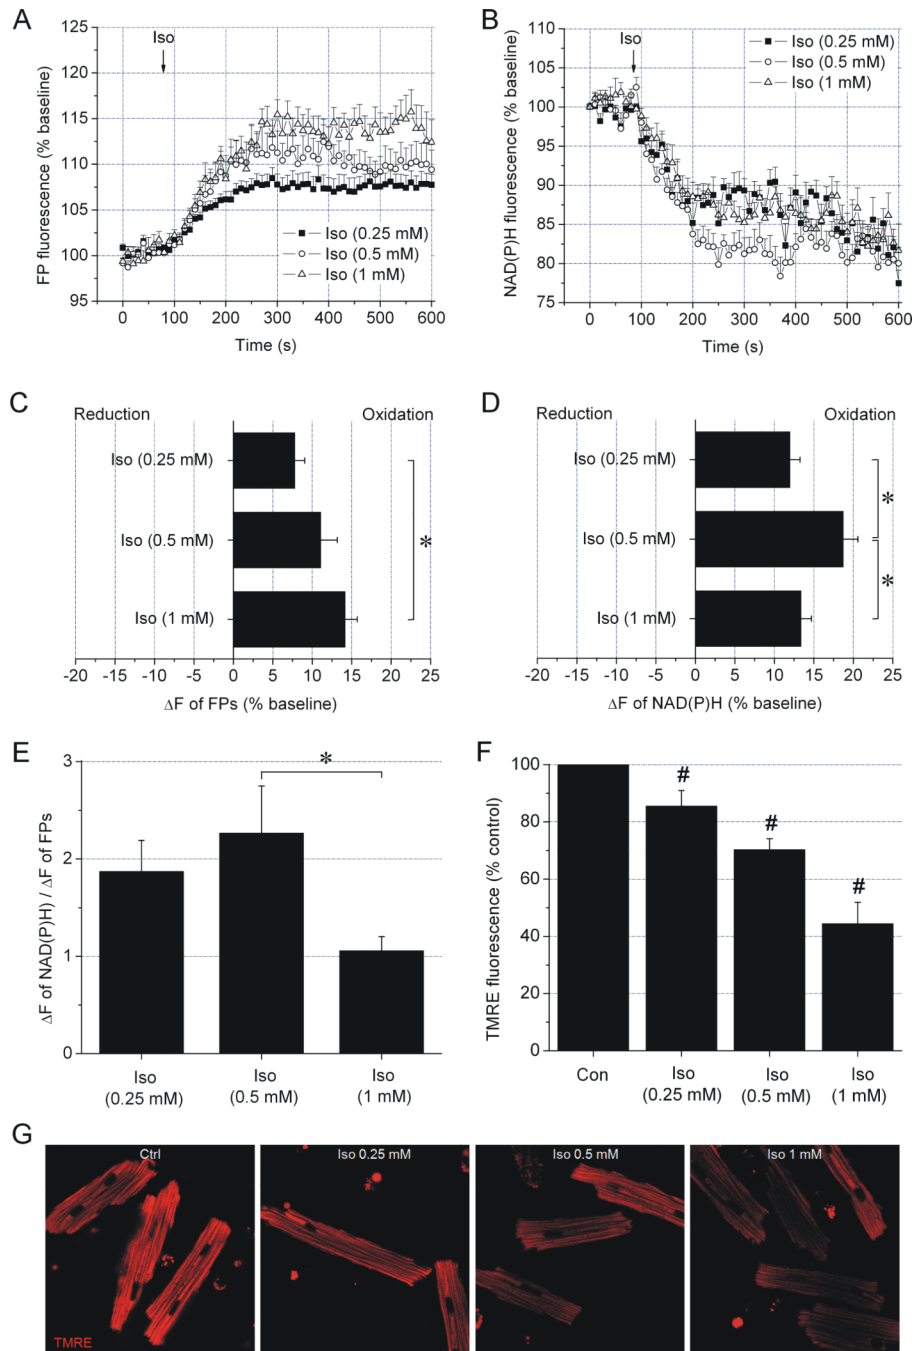 A
Iso
FP fluorescence (% baseline)
125
120
115
110
105
100
95
Iso (0.25 mM)
Iso (0.5 mM)
Iso (1 mM)
0 100 200 300 400 500 600
Time (s)
B
Iso
NAD(P)H fluorescence (% baseline)
110
105
100
95
90
85
80
75
Iso (0.25 mM)
Iso (0.5 mM)
Iso (1 mM)
0 100 200 300 400 500 600
Time (s)
C
Reduction Oxidation
Iso (0.25 mM)
Iso (0.5 mM)
Iso (1 mM)
*
-20 -15 -10 -5 0 5 10 15 20 25
ΔF of FPs (% baseline)
D
Reduction Oxidation
Iso (0.25 mM)
Iso (0.5 mM)
Iso (1 mM)
*
*
-20 -15 -10 -5 0 5 10 15 20 25
ΔF of NAD(P)H (% baseline)
E
ΔF of NAD(P)H) / ΔF of FPs
3
2
1
0
*
Iso (0.25 mM)
Iso (0.5 mM)
Iso (1 mM)
F
TMRE fluorescence (% control)
100
80
60
40
20
0
#
#
#
Con
Iso (0.25 mM)
Iso (0.5 mM)
Iso (1 mM)
G
Ctrl
Iso 0.25 mM
Iso 0.5 mM
Iso 1 mM
TMRE